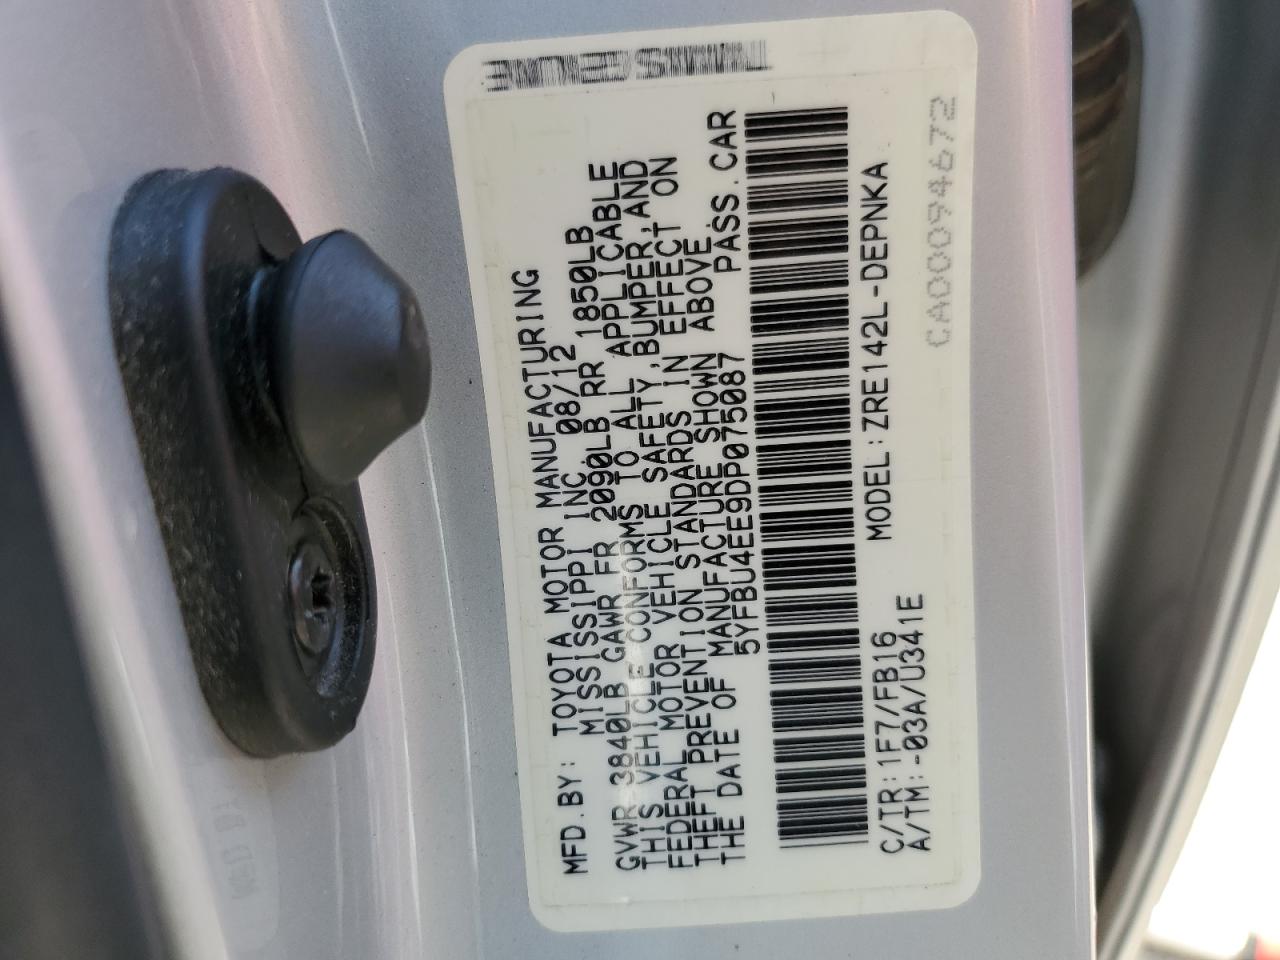 MFD.BY: TOYOTA MOTOR MANUFACTURING
MISSISSIPPI INC. 08/12
GVWR 3840LB GAWR FR 2090LB RR 1850LB
THIS VEHICLE CONFORMS TO ALL APPLICABLE
FEDERAL MOTOR VEHICLE SAFETY,BUMPER,AND
THEFT PREVENTION STANDARDS IN EFFECT ON
THE DATE OF MANUFACTURE SHOWN ABOVE.
5YFBU4EE9DP075087 PASS.CAR
C/TR:1F7/FB16 MODEL:ZRE142L-DEPNKA
A/TM:-03A/U341E
CA00094672